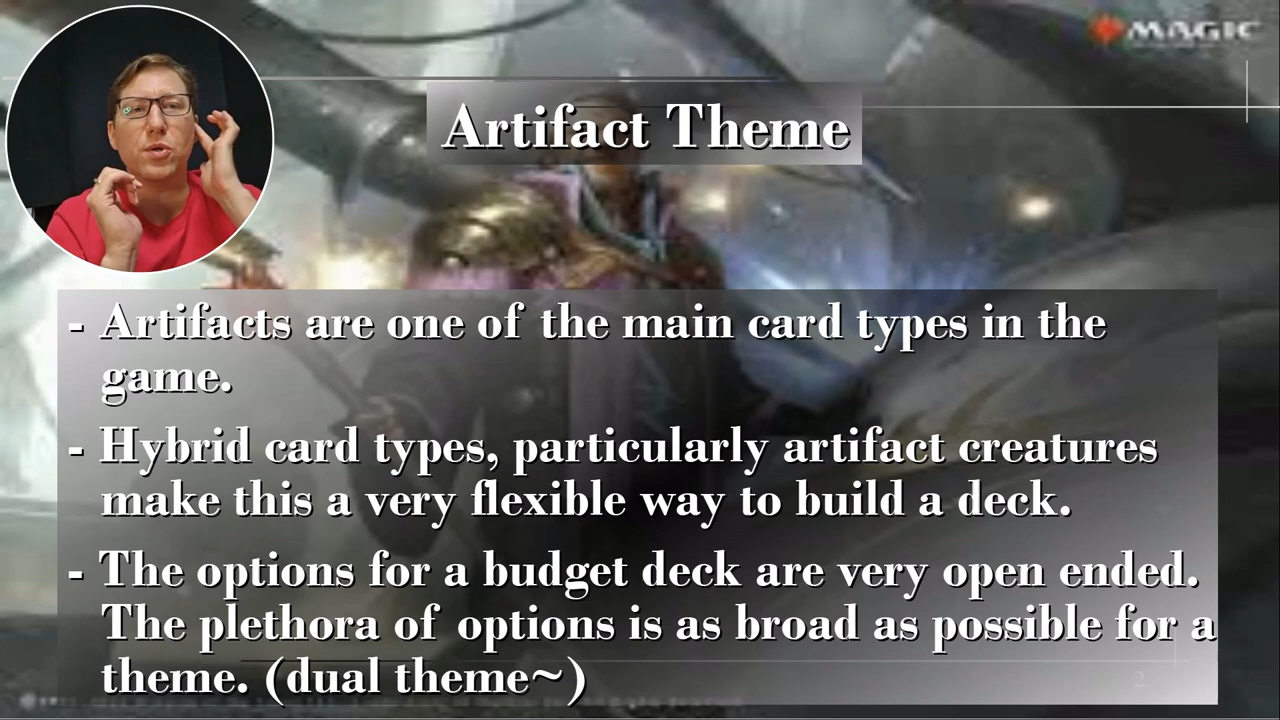 MAGIC
Artifact Theme
- Artifacts are one of the main card types in the
game.
- Hybrid card types, particularly artifact creatures
make this a very flexible way to build a deck.
- The options for a budget deck are very open ended.
The plethora of options is as broad as possible for a
theme. (dual theme~)
2